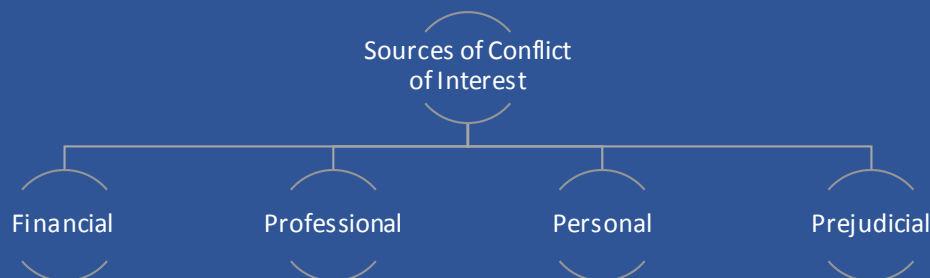 Sources of Conflict
of Interest
Financial
Professional
Personal
Prejudicial